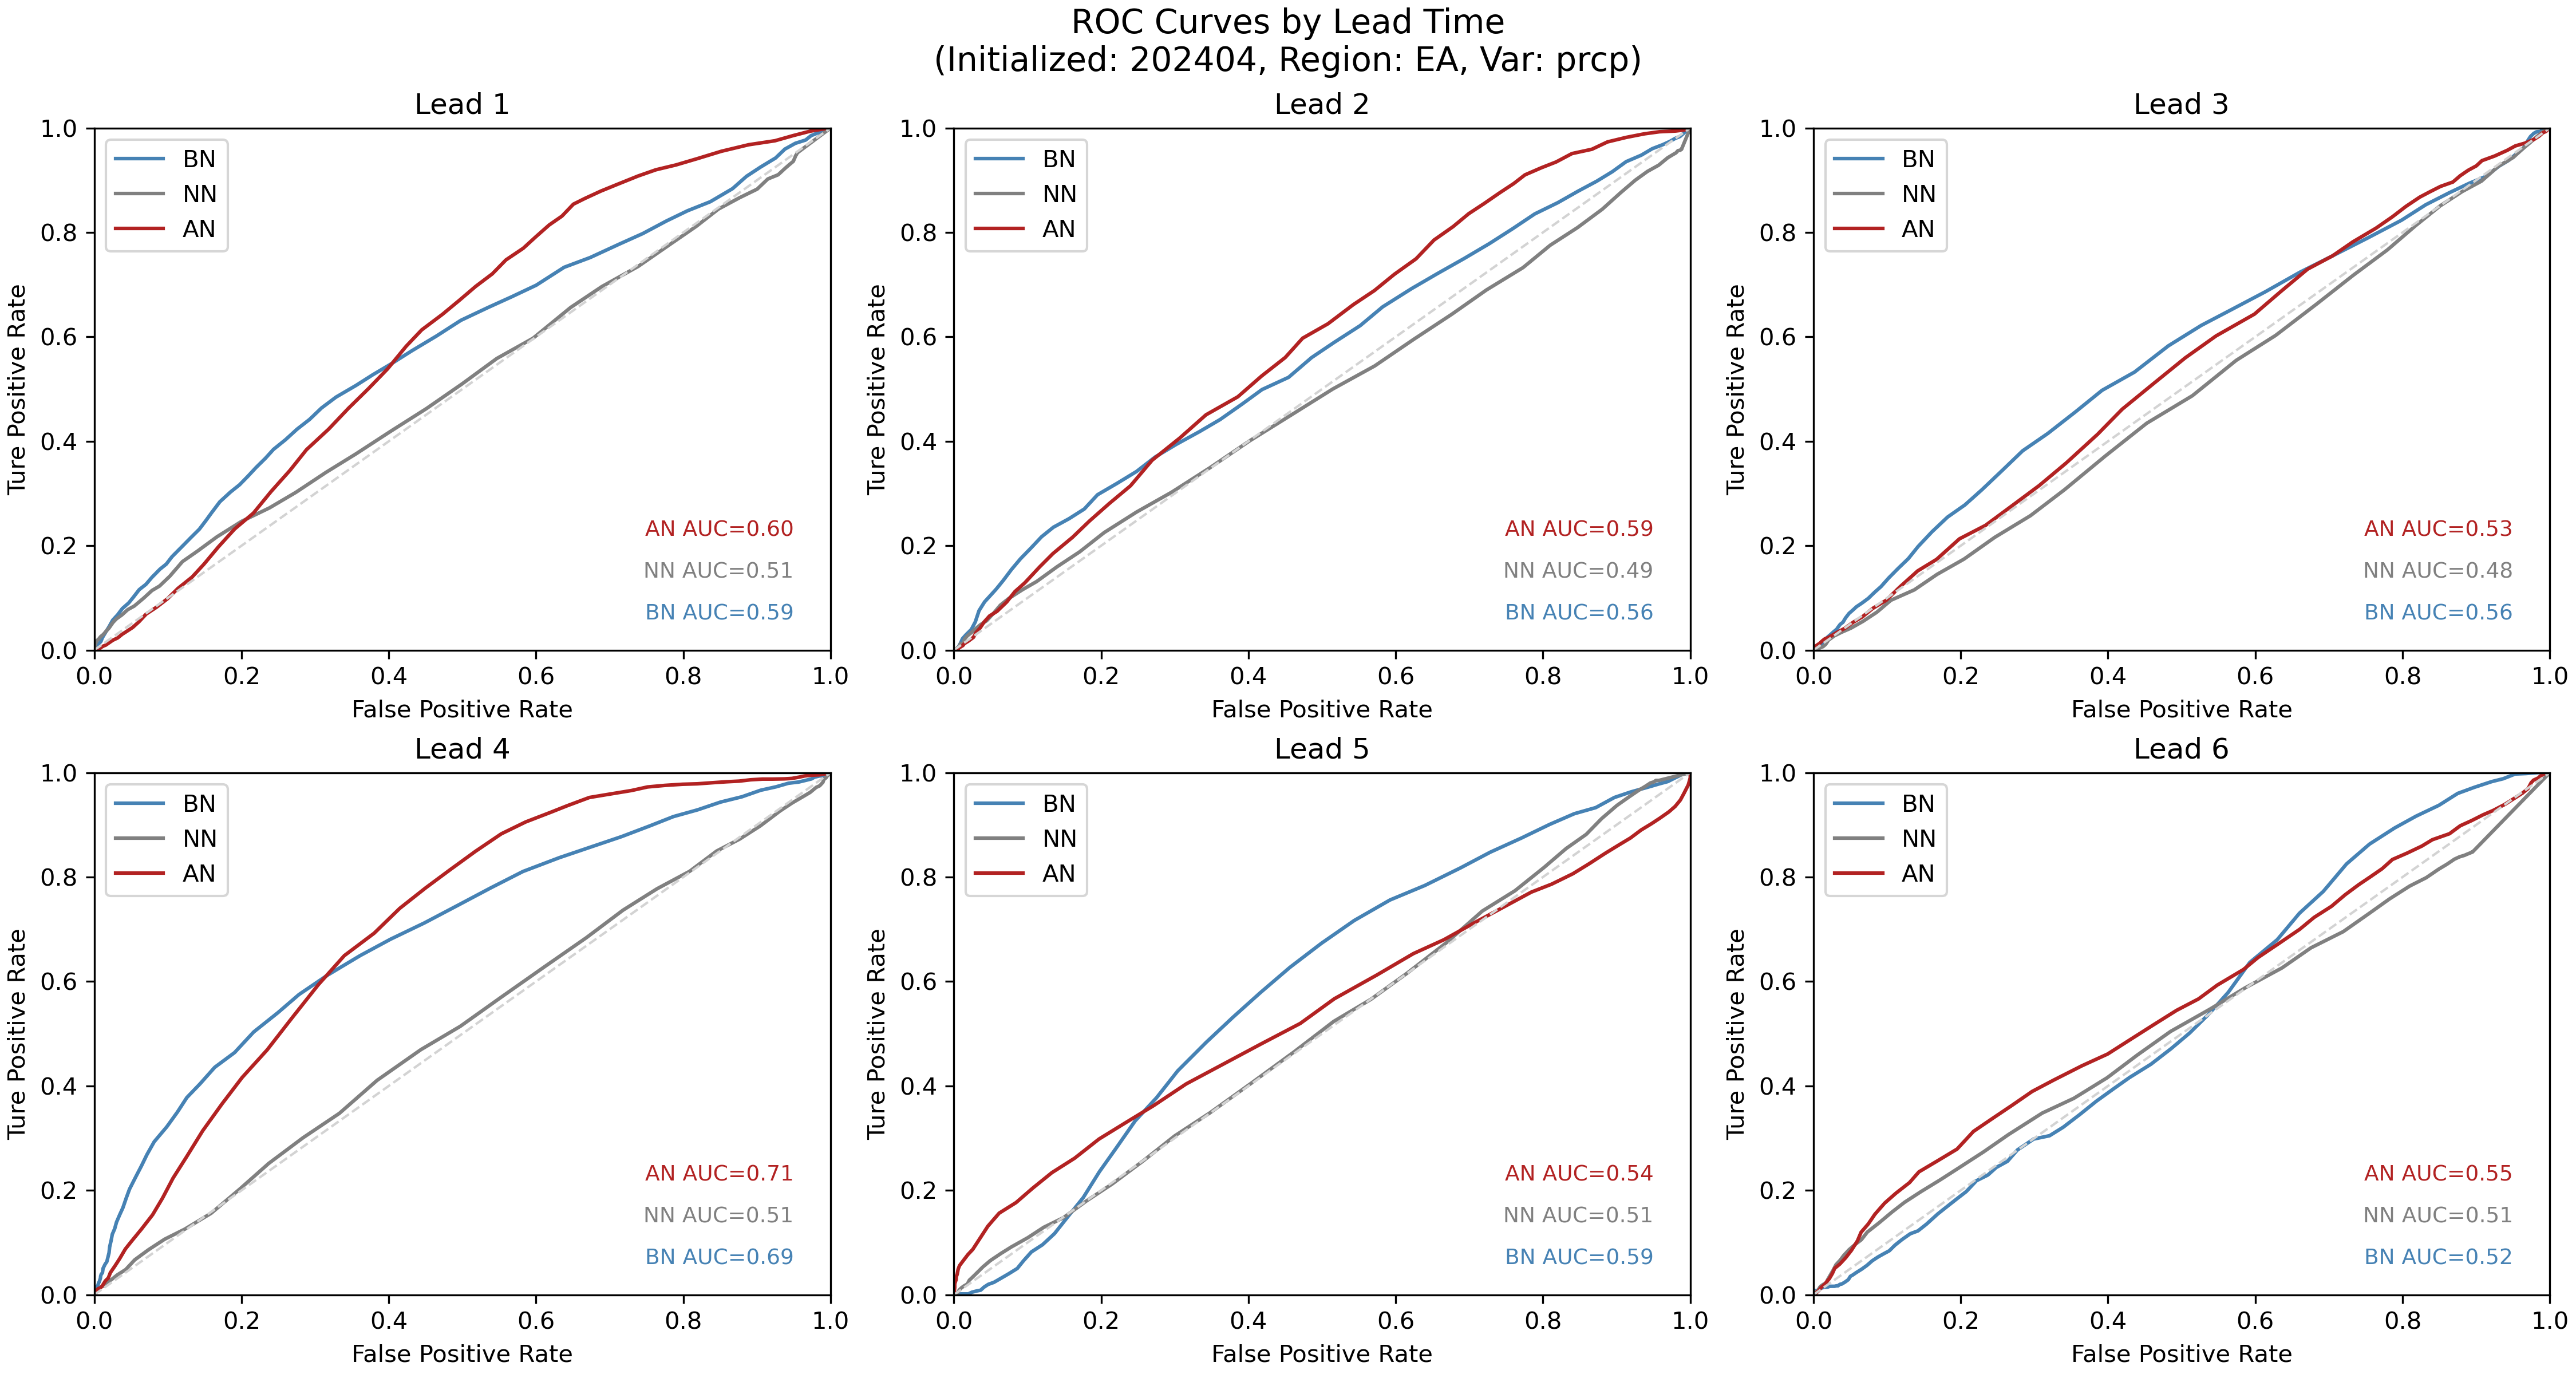 ROC Curves by Lead Time
(Initialized: 202404, Region: EA, Var: prcp)
Lead 1
Ture Positive Rate
1.0
0.8
0.6
0.4
0.2
0.0
BN
NN
AN
AN AUC=0.60
NN AUC=0.51
BN AUC=0.59
0.0 0.2 0.4 0.6 0.8 1.0
False Positive Rate
Lead 2
Ture Positive Rate
1.0
0.8
0.6
0.4
0.2
0.0
BN
NN
AN
AN AUC=0.59
NN AUC=0.49
BN AUC=0.56
0.0 0.2 0.4 0.6 0.8 1.0
False Positive Rate
Lead 3
Ture Positive Rate
1.0
0.8
0.6
0.4
0.2
0.0
BN
NN
AN
AN AUC=0.53
NN AUC=0.48
BN AUC=0.56
0.0 0.2 0.4 0.6 0.8 1.0
False Positive Rate
Lead 4
Ture Positive Rate
1.0
0.8
0.6
0.4
0.2
0.0
BN
NN
AN
AN AUC=0.71
NN AUC=0.51
BN AUC=0.69
0.0 0.2 0.4 0.6 0.8 1.0
False Positive Rate
Lead 5
Ture Positive Rate
1.0
0.8
0.6
0.4
0.2
0.0
BN
NN
AN
AN AUC=0.54
NN AUC=0.51
BN AUC=0.59
0.0 0.2 0.4 0.6 0.8 1.0
False Positive Rate
Lead 6
Ture Positive Rate
1.0
0.8
0.6
0.4
0.2
0.0
BN
NN
AN
AN AUC=0.55
NN AUC=0.51
BN AUC=0.52
0.0 0.2 0.4 0.6 0.8 1.0
False Positive Rate